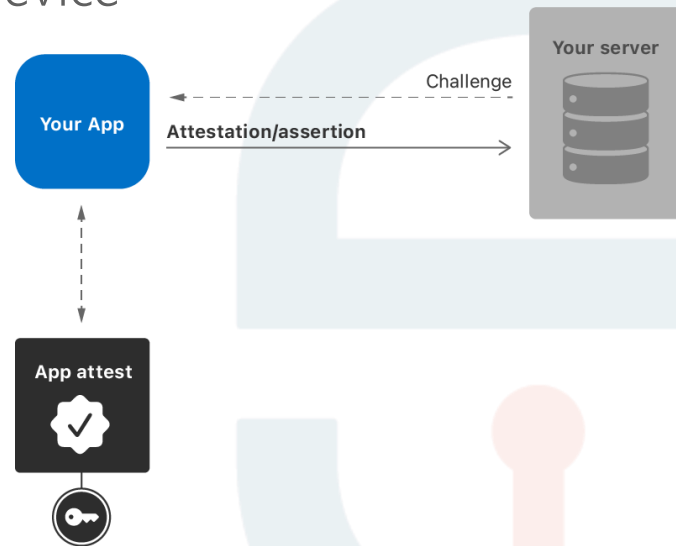 evice
Your server
Challenge
Your App
Attestation/assertion
App attest